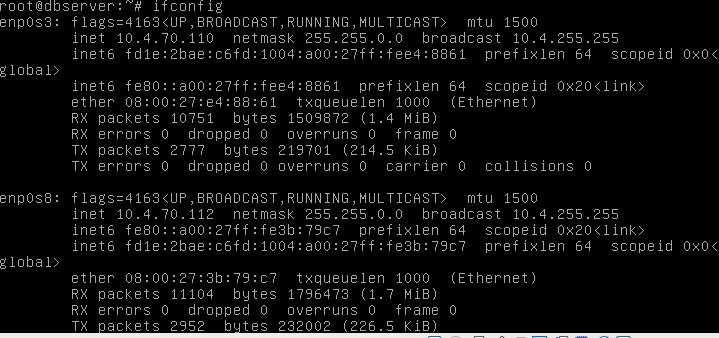 root@dbserver:~# ifconfig
enp0s3: flags=4163<UP,BROADCAST,RUNNING,MULTICAST>  mtu 1500
        inet 10.4.70.110  netmask 255.255.0.0  broadcast 10.4.255.255
        inet6 fd1e:2bae:c6fd:1004:a00:27ff:fee4:8861  prefixlen 64  scopeid 0x0<
global>
        inet6 fe80::a00:27ff:fee4:8861  prefixlen 64  scopeid 0x20<link>
        ether 08:00:27:e4:88:61  txqueuelen 1000  (Ethernet)
        RX packets 10751  bytes 1509872 (1.4 MiB)
        RX errors 0  dropped 0  overruns 0  frame 0
        TX packets 2777  bytes 219701 (214.5 KiB)
        TX errors 0  dropped 0 overruns 0  carrier 0  collisions 0
enp0s8: flags=4163<UP,BROADCAST,RUNNING,MULTICAST>  mtu 1500
        inet 10.4.70.112  netmask 255.255.0.0  broadcast 10.4.255.255
        inet6 fe80::a00:27ff:fe3b:79c7  prefixlen 64  scopeid 0x20<link>
        inet6 fd1e:2bae:c6fd:1004:a00:27ff:fe3b:79c7  prefixlen 64  scopeid 0x0<
global>
        ether 08:00:27:3b:79:c7  txqueuelen 1000  (Ethernet)
        RX packets 11104  bytes 1796473 (1.7 MiB)
        RX errors 0  dropped 0  overruns 0  frame 0
        TX packets 2952  bytes 232002 (226.5 KiB)